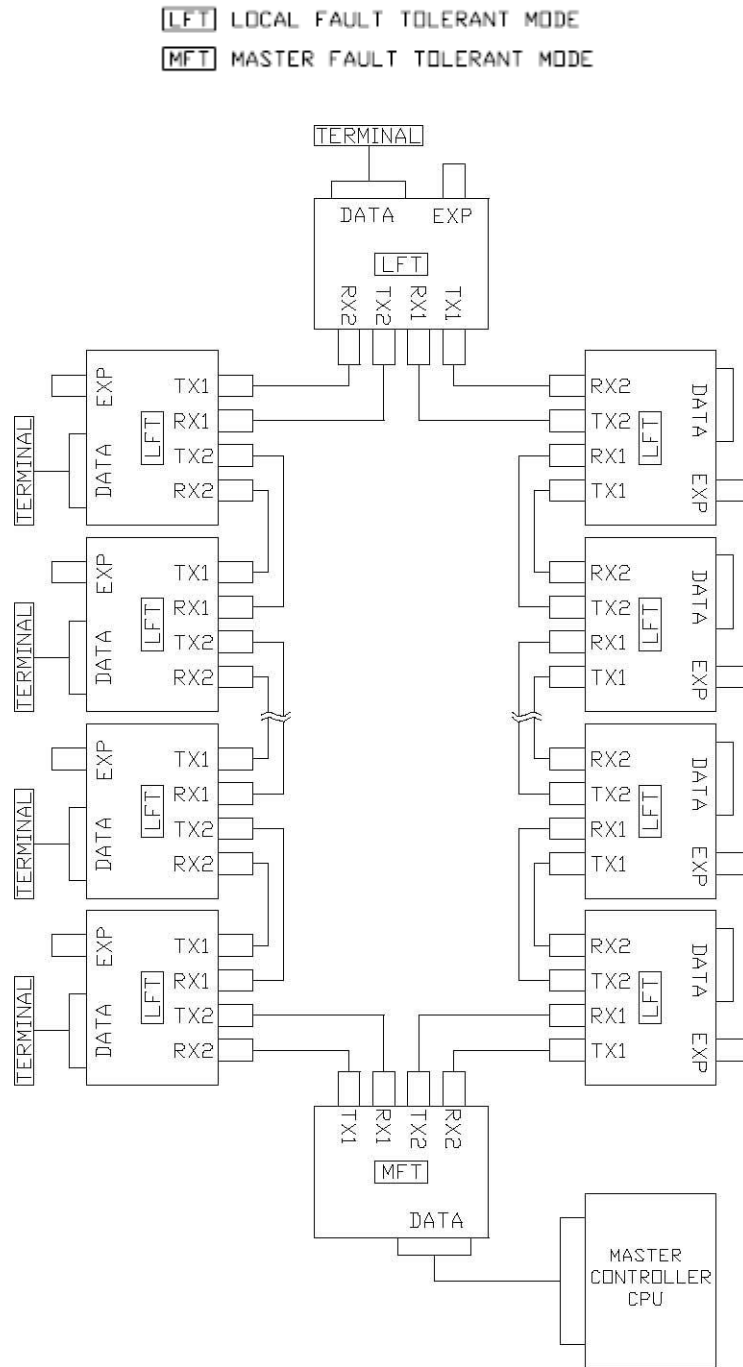 LFT LOCAL FAULT TOLERANT MODE
MFT MASTER FAULT TOLERANT MODE
TERMINAL
DATA EXP
LFT
RX2 TX2 RX1 TX1
EXP
DATA
TERMINAL
LFT
TX1
RX1
TX2
RX2
RX2
TX2
RX1
TX1
LFT
DATA
EXP
EXP
DATA
TERMINAL
LFT
TX1
RX1
TX2
RX2
RX2
TX2
RX1
TX1
LFT
DATA
EXP
EXP
DATA
TERMINAL
LFT
TX1
RX1
TX2
RX2
RX2
TX2
RX1
TX1
LFT
DATA
EXP
EXP
DATA
TERMINAL
LFT
TX1
RX1
TX2
RX2
RX2
TX2
RX1
TX1
LFT
DATA
EXP
TX1 RX1 TX2 RX2
MFT
DATA
MASTER
CONTROLLER
CPU